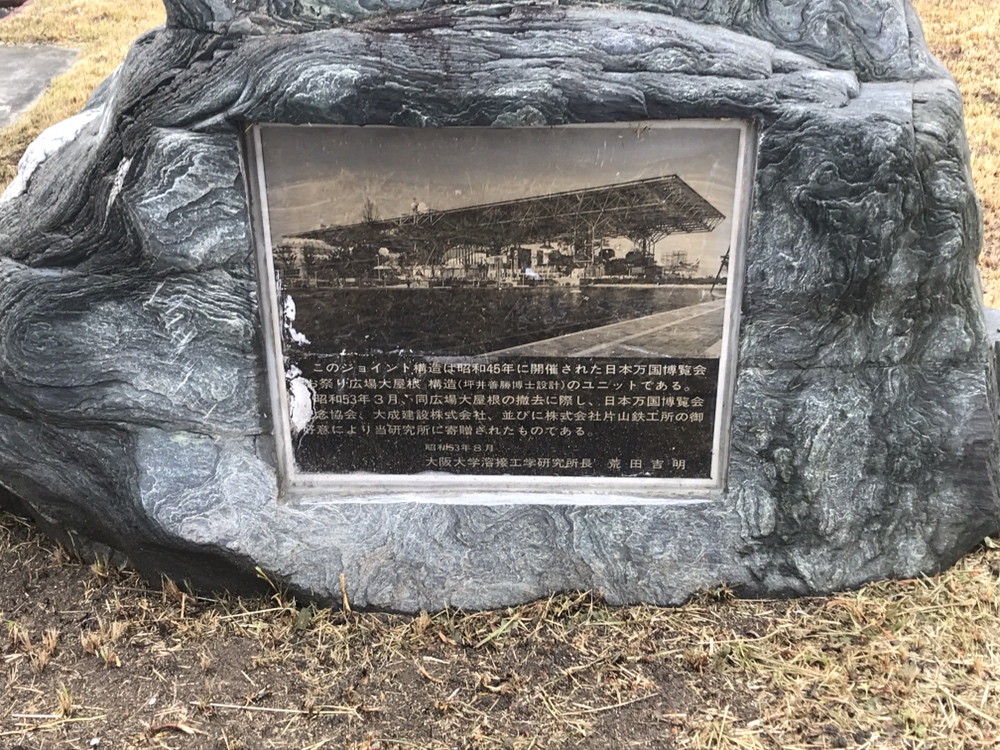 このジョイント構造は昭和45年に開催された日本万国博覧会
お祭り広場大屋根 構造(坪井善勝博士設計)のユニットである。
昭和53年3月、同広場大屋根の撤去に際し、日本万国博覧会
念協会、大成建設株式会社、並びに株式会社片山鉄工所の御
好意により当研究所に寄贈されたものである。
昭和53年8月
大阪大学溶接工学研究所長 荒田吉明